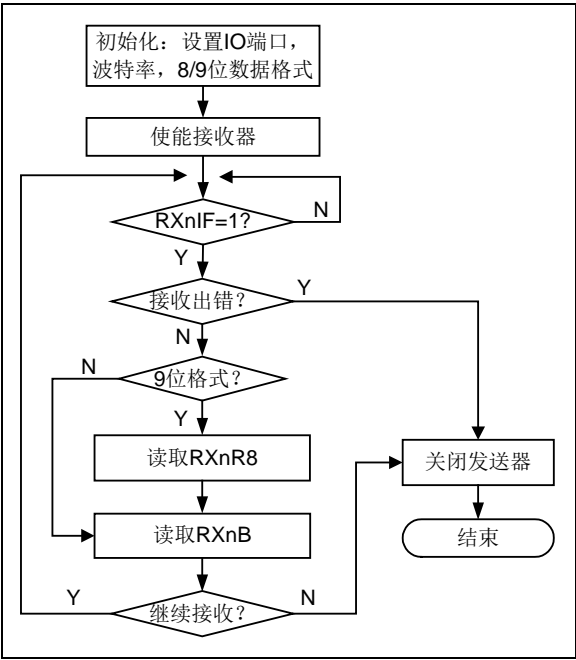 初始化：设置IO端口，
波特率，8/9位数据格式
使能接收器
RXnIF=1?
N
Y
接收出错？
Y
N
9位格式？
N
Y
读取RXnR8
关闭发送器
读取RXnB
结束
继续接收？
Y
N